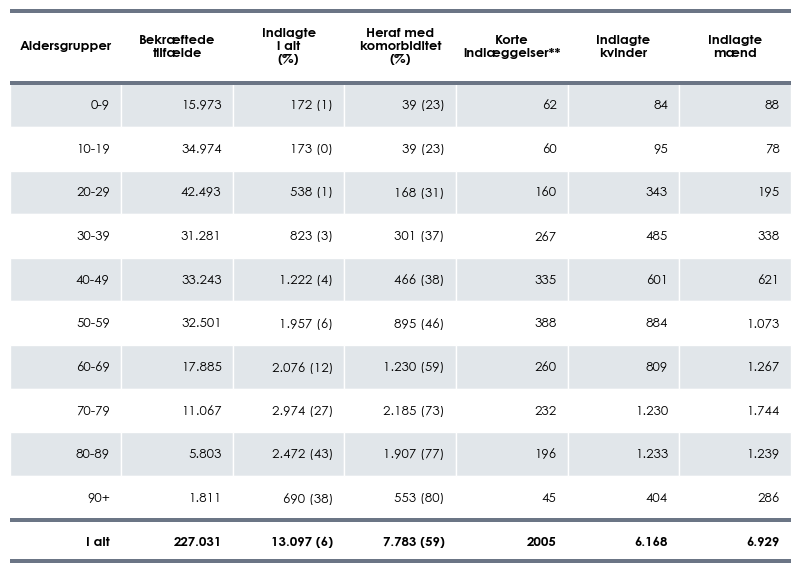 Aldersgrupper Bekræftede tilfælde Indlagte i alt (%) Heraf med komorbiditet (%) Korte indlæggelser** Indlagte kvinder Indlagte mænd
0-9 15.973 172 (1) 39 (23) 62 84 88
10-19 34.974 173 (0) 39 (23) 60 95 78
20-29 42.493 538 (1) 168 (31) 160 343 195
30-39 31.281 823 (3) 301 (37) 267 485 338
40-49 33.243 1.222 (4) 466 (38) 335 601 621
50-59 32.501 1.957 (6) 895 (46) 388 884 1.073
60-69 17.885 2.076 (12) 1.230 (59) 260 809 1.267
70-79 11.067 2.974 (27) 2.185 (73) 232 1.230 1.744
80-89 5.803 2.472 (43) 1.907 (77) 196 1.233 1.239
90+ 1.811 690 (38) 553 (80) 45 404 286
I alt 227.031 13.097 (6) 7.783 (59) 2005 6.168 6.929